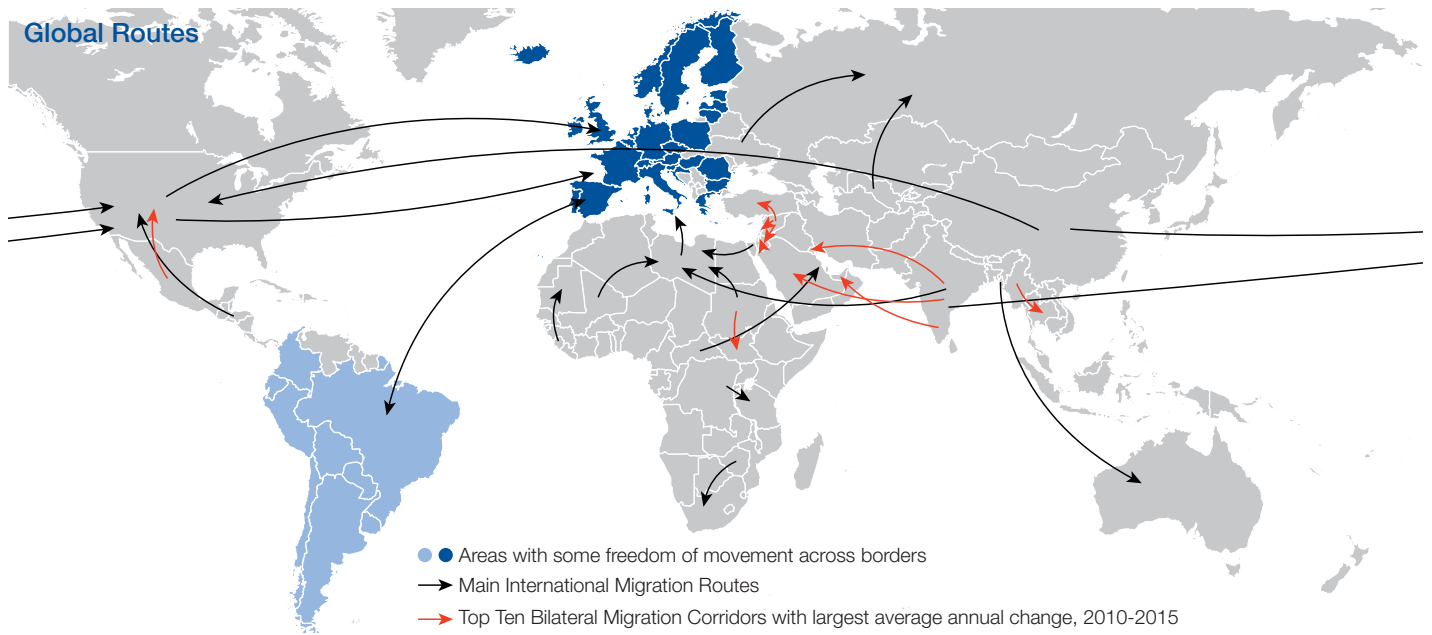 Global Routes
Areas with some freedom of movement across borders
Main International Migration Routes
Top Ten Bilateral Migration Corridors with largest average annual change, 2010-2015